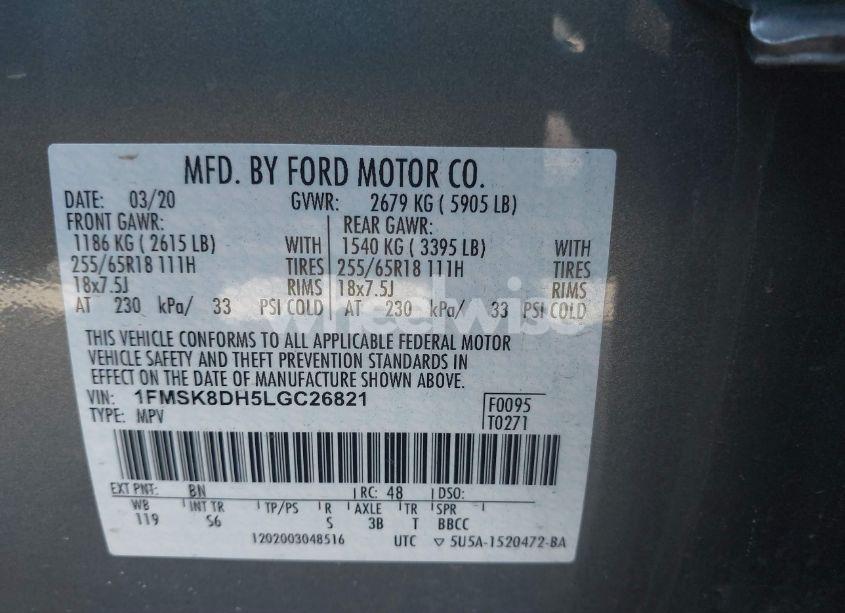 MFD. BY FORD MOTOR CO.
DATE: 03/20 GVWR: 2679 KG ( 5905 LB)
FRONT GAWR: REAR GAWR:
1186 KG ( 2615 LB) WITH 1540 KG ( 3395 LB) WITH
255/65R18 111H TIRES 255/65R18 111H TIRES
18x7.5J RIMS 18x7.5J RIMS
AT 230 kPa/ 33 PSI COLD AT 230 kPa/ 33 PSI COLD
wheelwise
THIS VEHICLE CONFORMS TO ALL APPLICABLE FEDERAL MOTOR
VEHICLE SAFETY AND THEFT PREVENTION STANDARDS IN
EFFECT ON THE DATE OF MANUFACTURE SHOWN ABOVE.
VIN: 1FMSK8DH5LGC26821 F0095
TYPE: MPV T0271
EXT PNT: BN RC: 48 DSO:
WB INT TR TP/PS R AXLE TR SPR
119 S6 S 3B T BBCC
1202003048516 UTC ▽ 5U5A-1520472-BA